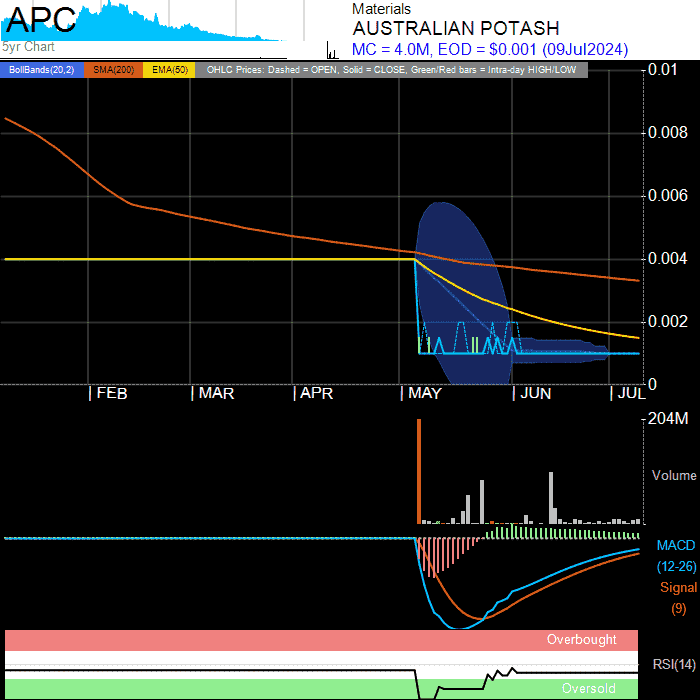 APC
5yr Chart
Materials
AUSTRALIAN POTASH
MC = 4.0M, EOD = $0.001 (09Jul2024)
BollBands(20,2) SMA(200) EMA(50) OHLC Prices: Dashed = OPEN, Solid = CLOSE, Green/Red bars = Intra-day HIGH/LOW
0.01
0.008
0.006
0.004
0.002
0
FEB MAR APR MAY JUN JUL
204M
Volume
MACD
(12-26)
Signal
(9)
Overbought
RSI(14)
Oversold